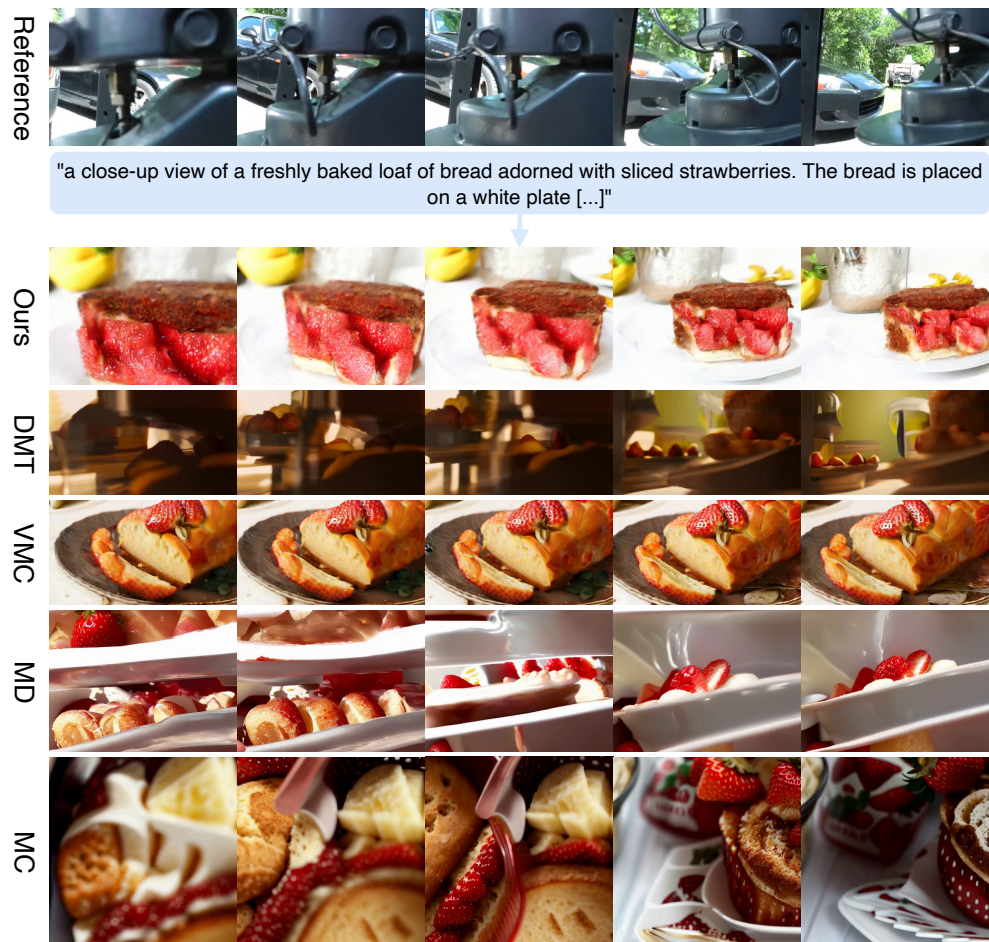 Reference
"a close-up view of a freshly baked loaf of bread adorned with sliced strawberries. The bread is placed
on a white plate [...]"
Ours
DMT
VMC
MD
MC